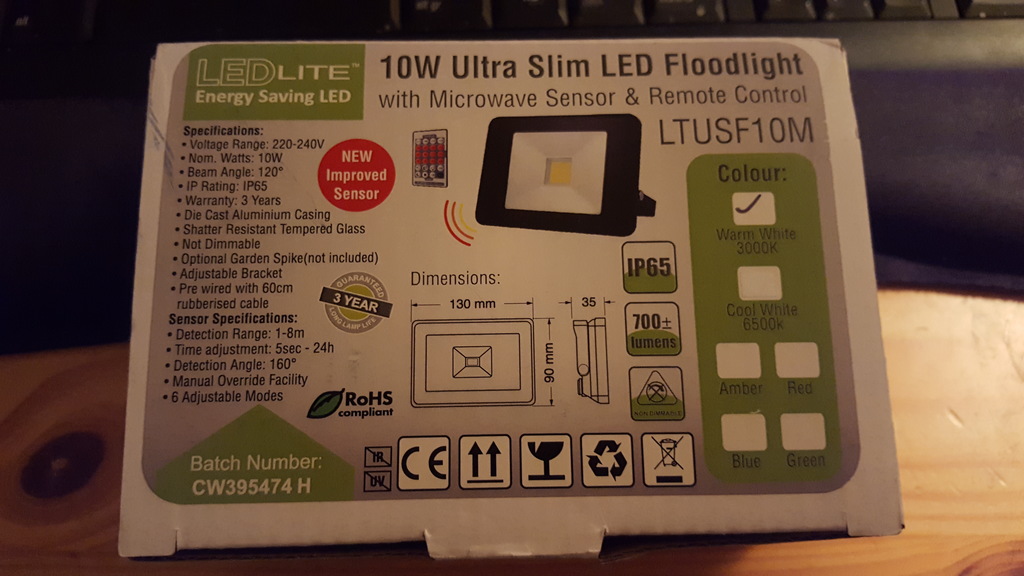 LEDLITE™
Energy Saving LED
10W Ultra Slim LED Floodlight
with Microwave Sensor & Remote Control
LTUSF10M
Specifications:
• Voltage Range: 220-240V
• Nom. Watts: 10W
• Beam Angle: 120°
• IP Rating: IP65
• Warranty: 3 Years
• Die Cast Aluminium Casing
• Shatter Resistant Tempered Glass
• Not Dimmable
• Optional Garden Spike(not included)
• Adjustable Bracket
• Pre wired with 60cm
rubberised cable
Sensor Specifications:
• Detection Range: 1-8m
• Time adjustment: 5sec - 24h
• Detection Angle: 160°
• Manual Override Facility
• 6 Adjustable Modes
NEW
Improved
Sensor
GUARANTEED
3 YEAR
LONG LAMP LIFE
RoHS
compliant
Batch Number:
CW395474 H
Dimensions:
130 mm
35
90 mm
IP65
700±
lumens
NON DIMMABLE
IR
UV
CE
Colour:
Warm White
3000K
Cool White
6500K
Amber
Red
Blue
Green